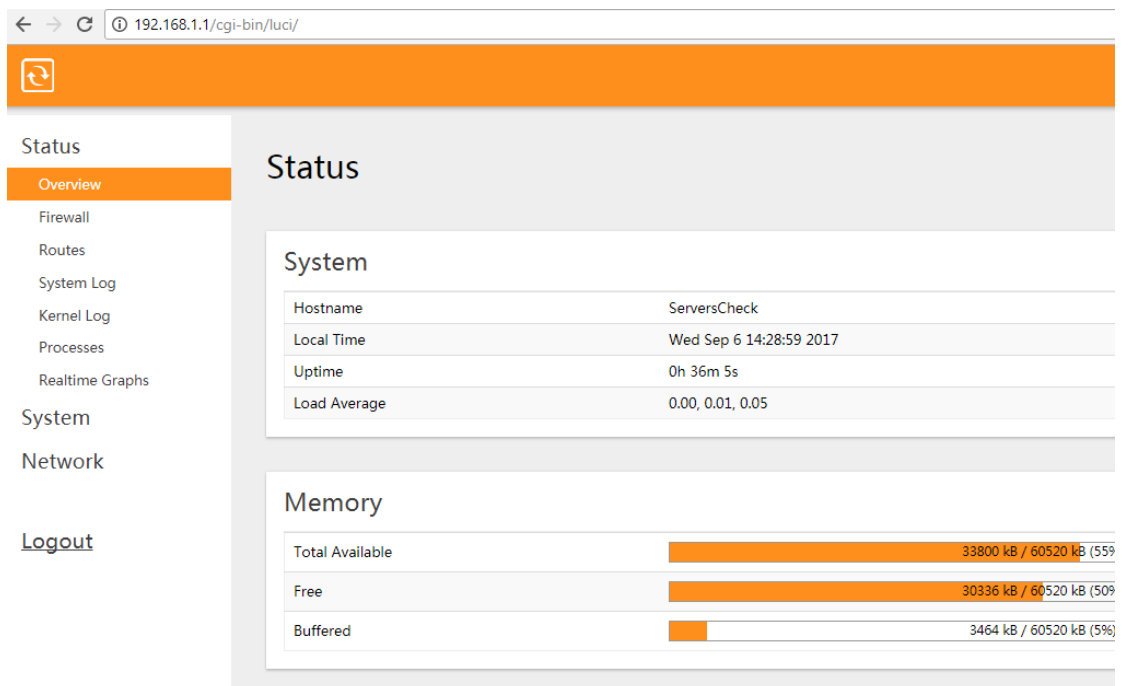 192.168.1.1/cgi-bin/luci/
Status
Overview
Firewall
Routes
System Log
Kernel Log
Processes
Realtime Graphs
System
Network
Logout
Status
System
Hostname ServersCheck
Local Time Wed Sep 6 14:28:59 2017
Uptime 0h 36m 5s
Load Average 0.00, 0.01, 0.05
Memory
Total Available 33800 kB / 60520 kB (55%
Free 30336 kB / 60520 kB (50%
Buffered 3464 kB / 60520 kB (5%)